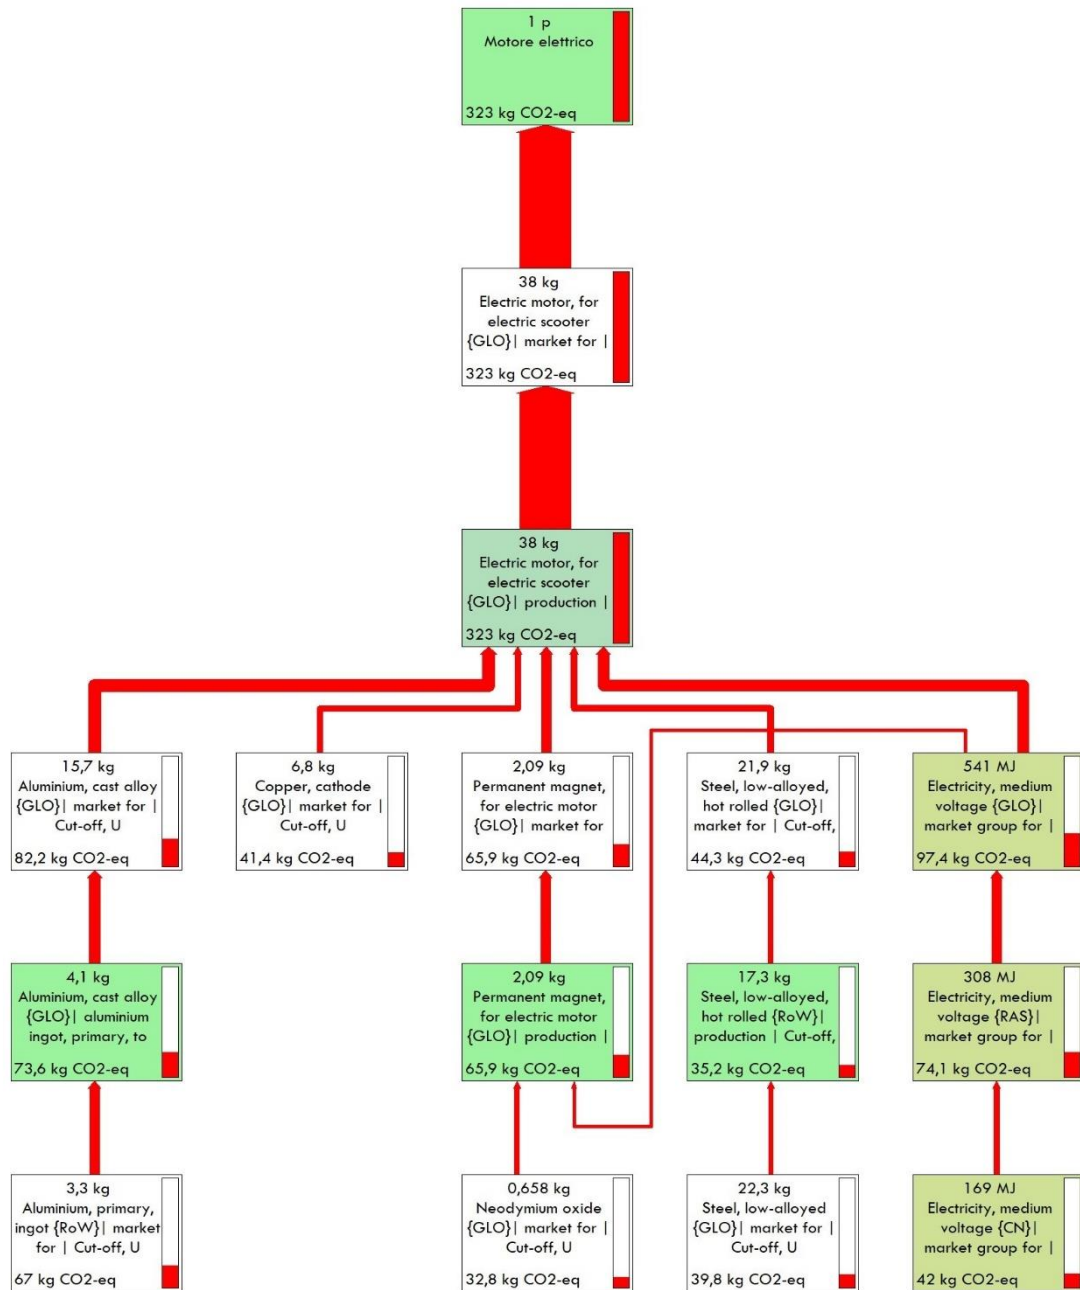 1 p
Motore elettrico
323 kg CO2-eq
38 kg
Electric motor, for
electric scooter
{GLO}| market for |
323 kg CO2-eq
38 kg
Electric motor, for
electric scooter
{GLO}| production |
323 kg CO2-eq
15,7 kg
Aluminium, cast alloy
{GLO}| market for |
Cut-off, U
82,2 kg CO2-eq
6,8 kg
Copper, cathode
{GLO}| market for |
Cut-off, U
41,4 kg CO2-eq
2,09 kg
Permanent magnet,
for electric motor
{GLO}| market for
65,9 kg CO2-eq
21,9 kg
Steel, low-alloyed,
hot rolled {GLO}|
market for | Cut-off,
44,3 kg CO2-eq
541 MJ
Electricity, medium
voltage {GLO}|
market group for |
97,4 kg CO2-eq
4,1 kg
Aluminium, cast alloy
{GLO}| aluminium
ingot, primary, to
73,6 kg CO2-eq
2,09 kg
Permanent magnet,
for electric motor
{GLO}| production |
65,9 kg CO2-eq
17,3 kg
Steel, low-alloyed,
hot rolled {RoW}|
production | Cut-off,
35,2 kg CO2-eq
308 MJ
Electricity, medium
voltage {RAS}|
market group for |
74,1 kg CO2-eq
3,3 kg
Aluminium, primary,
ingot {RoW}| market
for | Cut-off, U
67 kg CO2-eq
0,658 kg
Neodymium oxide
{GLO}| market for |
Cut-off, U
32,8 kg CO2-eq
22,3 kg
Steel, low-alloyed
{GLO}| market for |
Cut-off, U
39,8 kg CO2-eq
169 MJ
Electricity, medium
voltage {CN}|
market group for |
42 kg CO2-eq